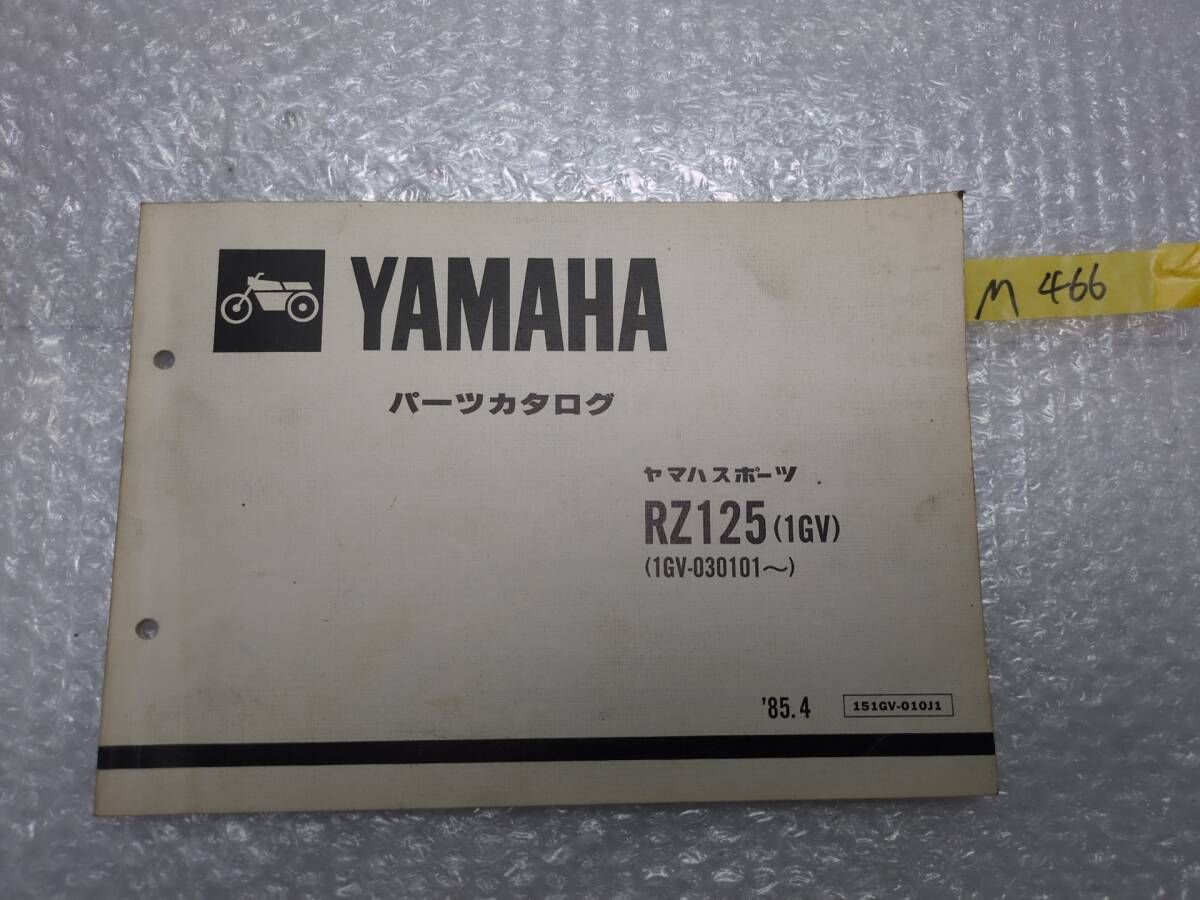 YAMAHA
パーツカタログ
ヤマハスポーツ
RZ125 (1GV)
(1GV-030101～)
'85.4
151GV-010J1
M 466